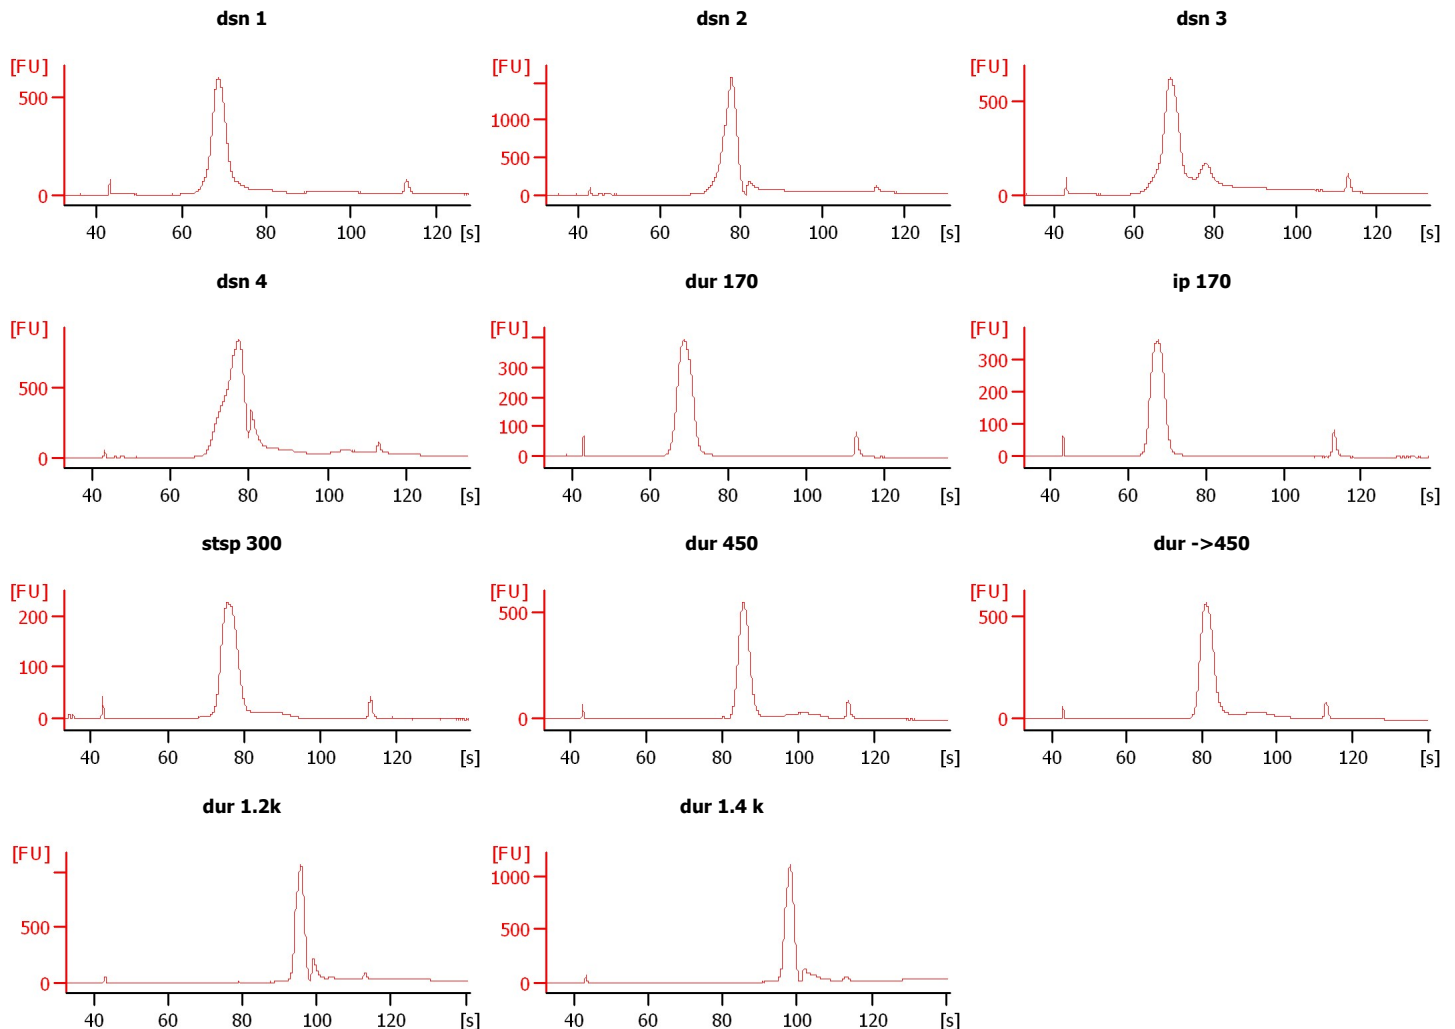 dsn 1
dsn 2
dsn 3
[FU]
500
0
40 60 80 100 120 [s]
[FU]
1000
500
0
40 60 80 100 120 [s]
[FU]
500
0
40 60 80 100 120 [s]
dsn 4
dur 170
ip 170
[FU]
500
0
40 60 80 100 120 [s]
[FU]
300
200
100
0
40 60 80 100 120 [s]
[FU]
300
200
100
0
40 60 80 100 120 [s]
stsp 300
dur 450
dur ->450
[FU]
200
100
0
40 60 80 100 120 [s]
[FU]
500
0
40 60 80 100 120 [s]
[FU]
500
0
40 60 80 100 120 [s]
dur 1.2k
dur 1.4 k
[FU]
500
0
40 60 80 100 120 [s]
[FU]
1000
500
0
40 60 80 100 120 [s]